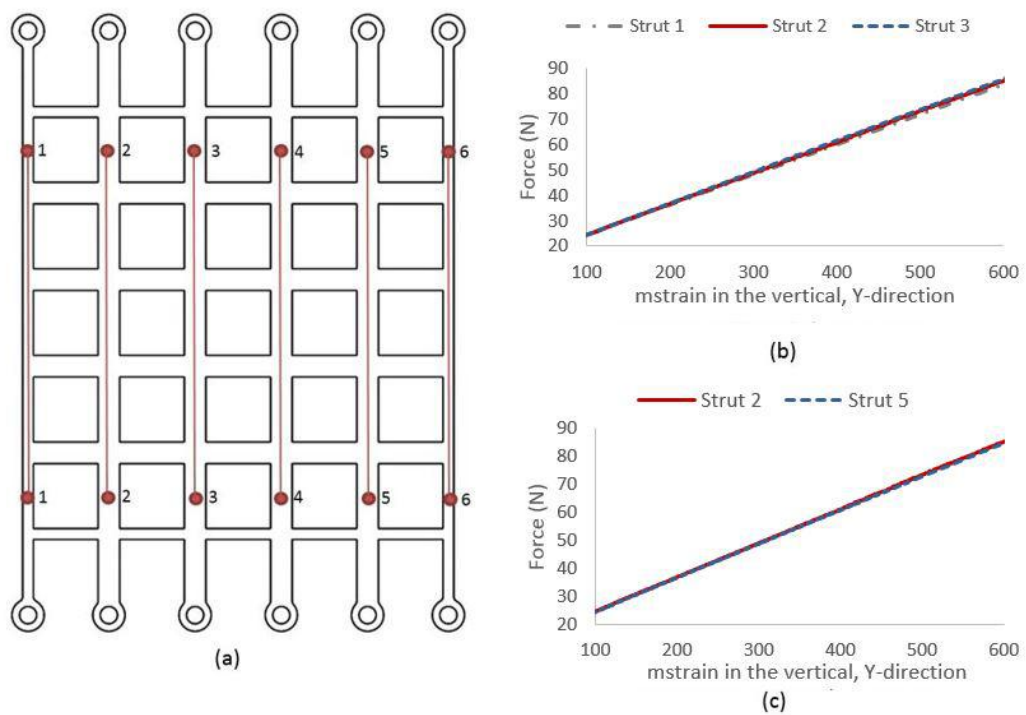 1 2 3 4 5 6
1 2 3 4 5 6
(a)
Strut 1 Strut 2 Strut 3
Force (N)
90
80
70
60
50
40
30
20
100 200 300 400 500 600
mstrain in the vertical, Y-direction
(b)
Strut 2 Strut 5
Force (N)
90
80
70
60
50
40
30
20
100 200 300 400 500 600
mstrain in the vertical, Y-direction
(c)